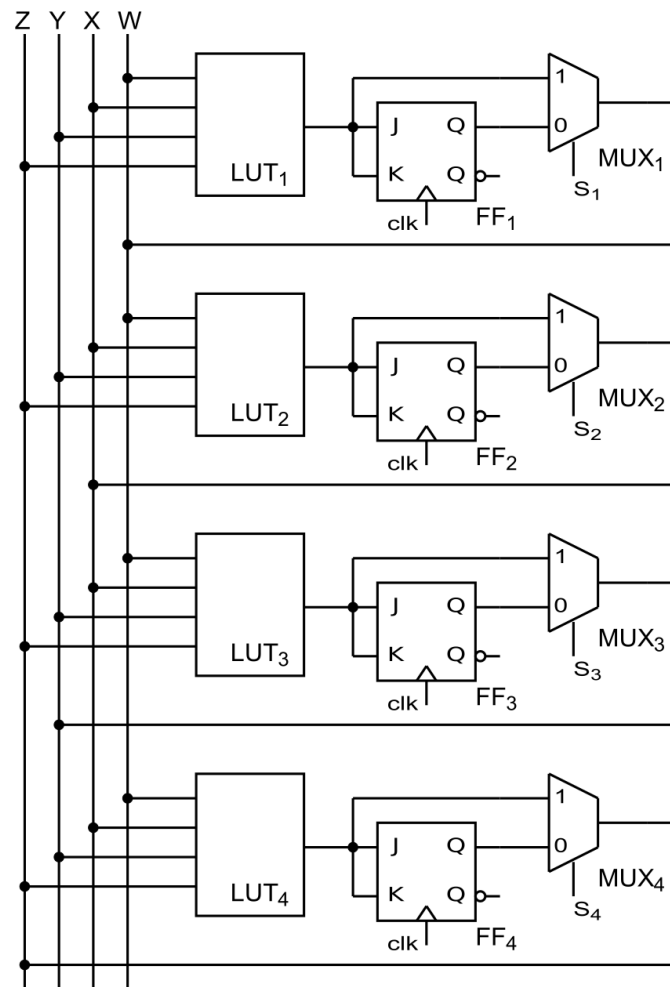 Z Y X W
1
J Q 0
LUT₁ K Q MUX₁
clk FF₁ S₁
1
J Q 0
LUT₂ K Q MUX₂
clk FF₂ S₂
1
J Q 0
LUT₃ K Q MUX₃
clk FF₃ S₃
1
J Q 0
LUT₄ K Q MUX₄
clk FF₄ S₄